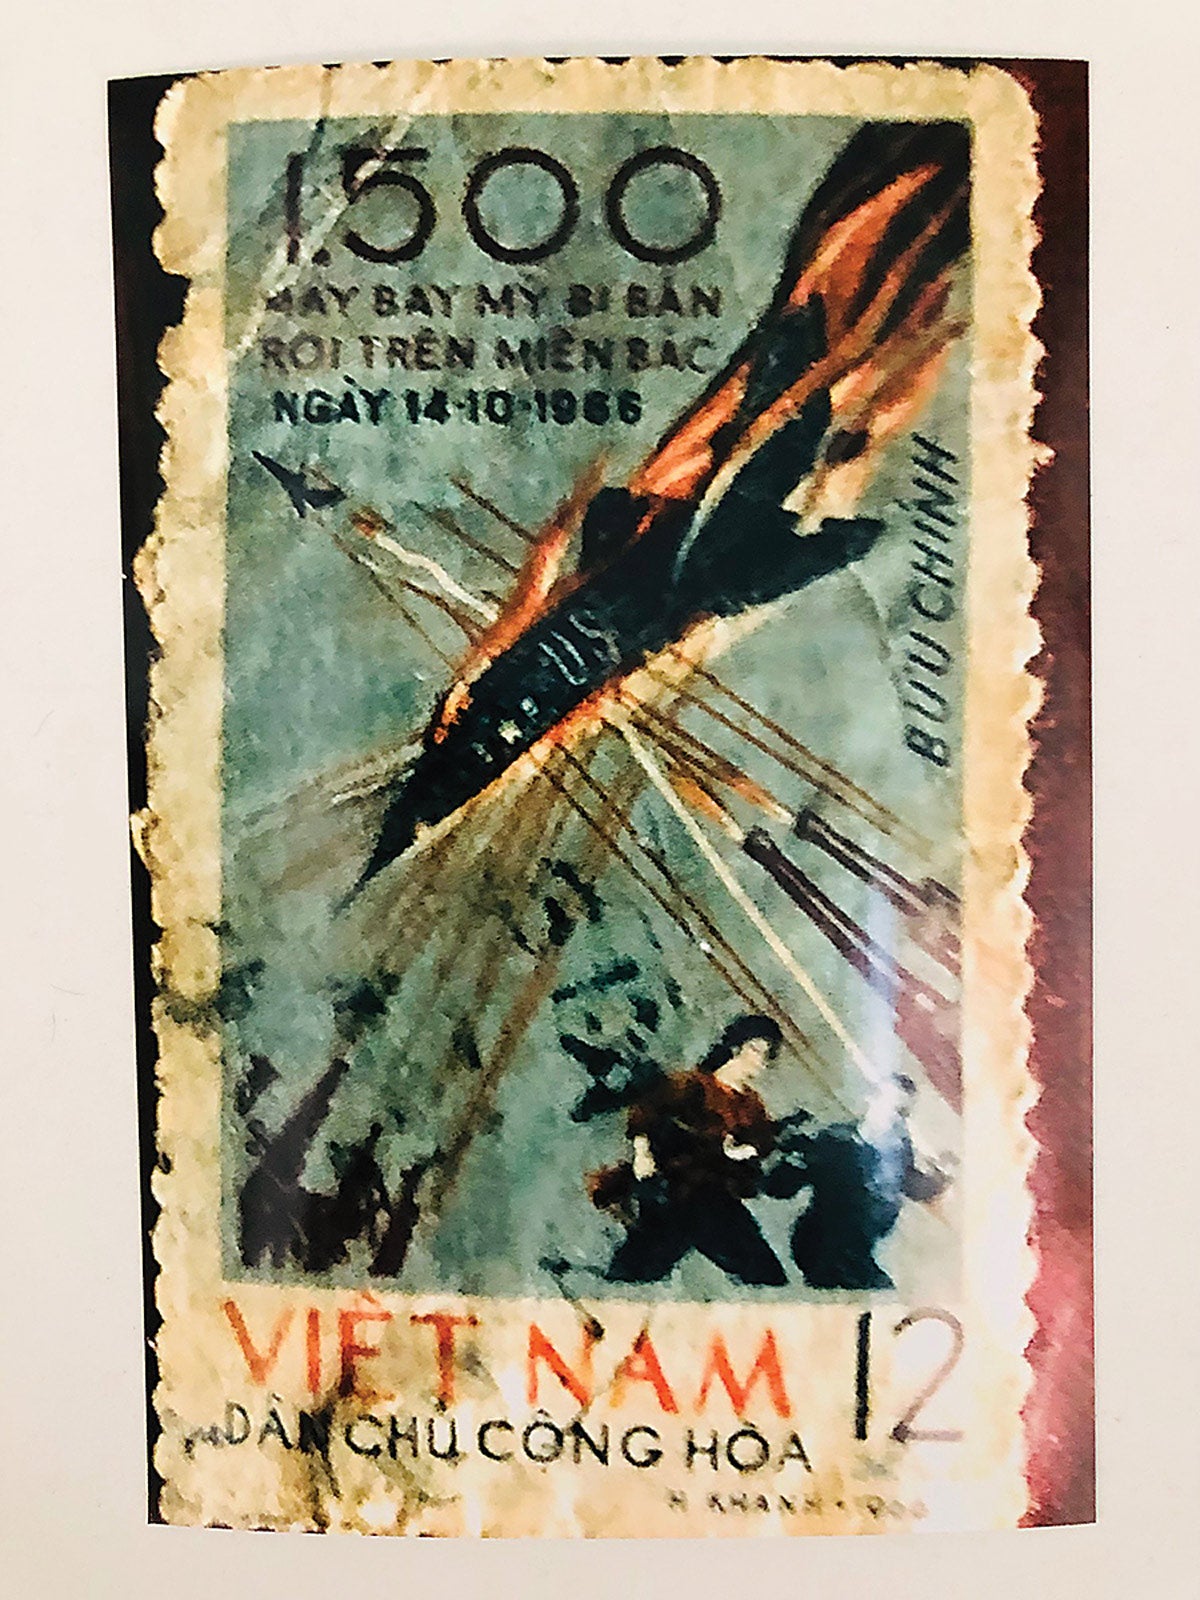 1.500
MÁY BAY MỸ BỊ BẮN
RƠI TRÊN MIỀN BẮC
NGÀY 14-10-1966
US
BƯU CHÍNH
VIỆT NAM 12
DÂN CHỦ CỘNG HÒA
H. KHANH